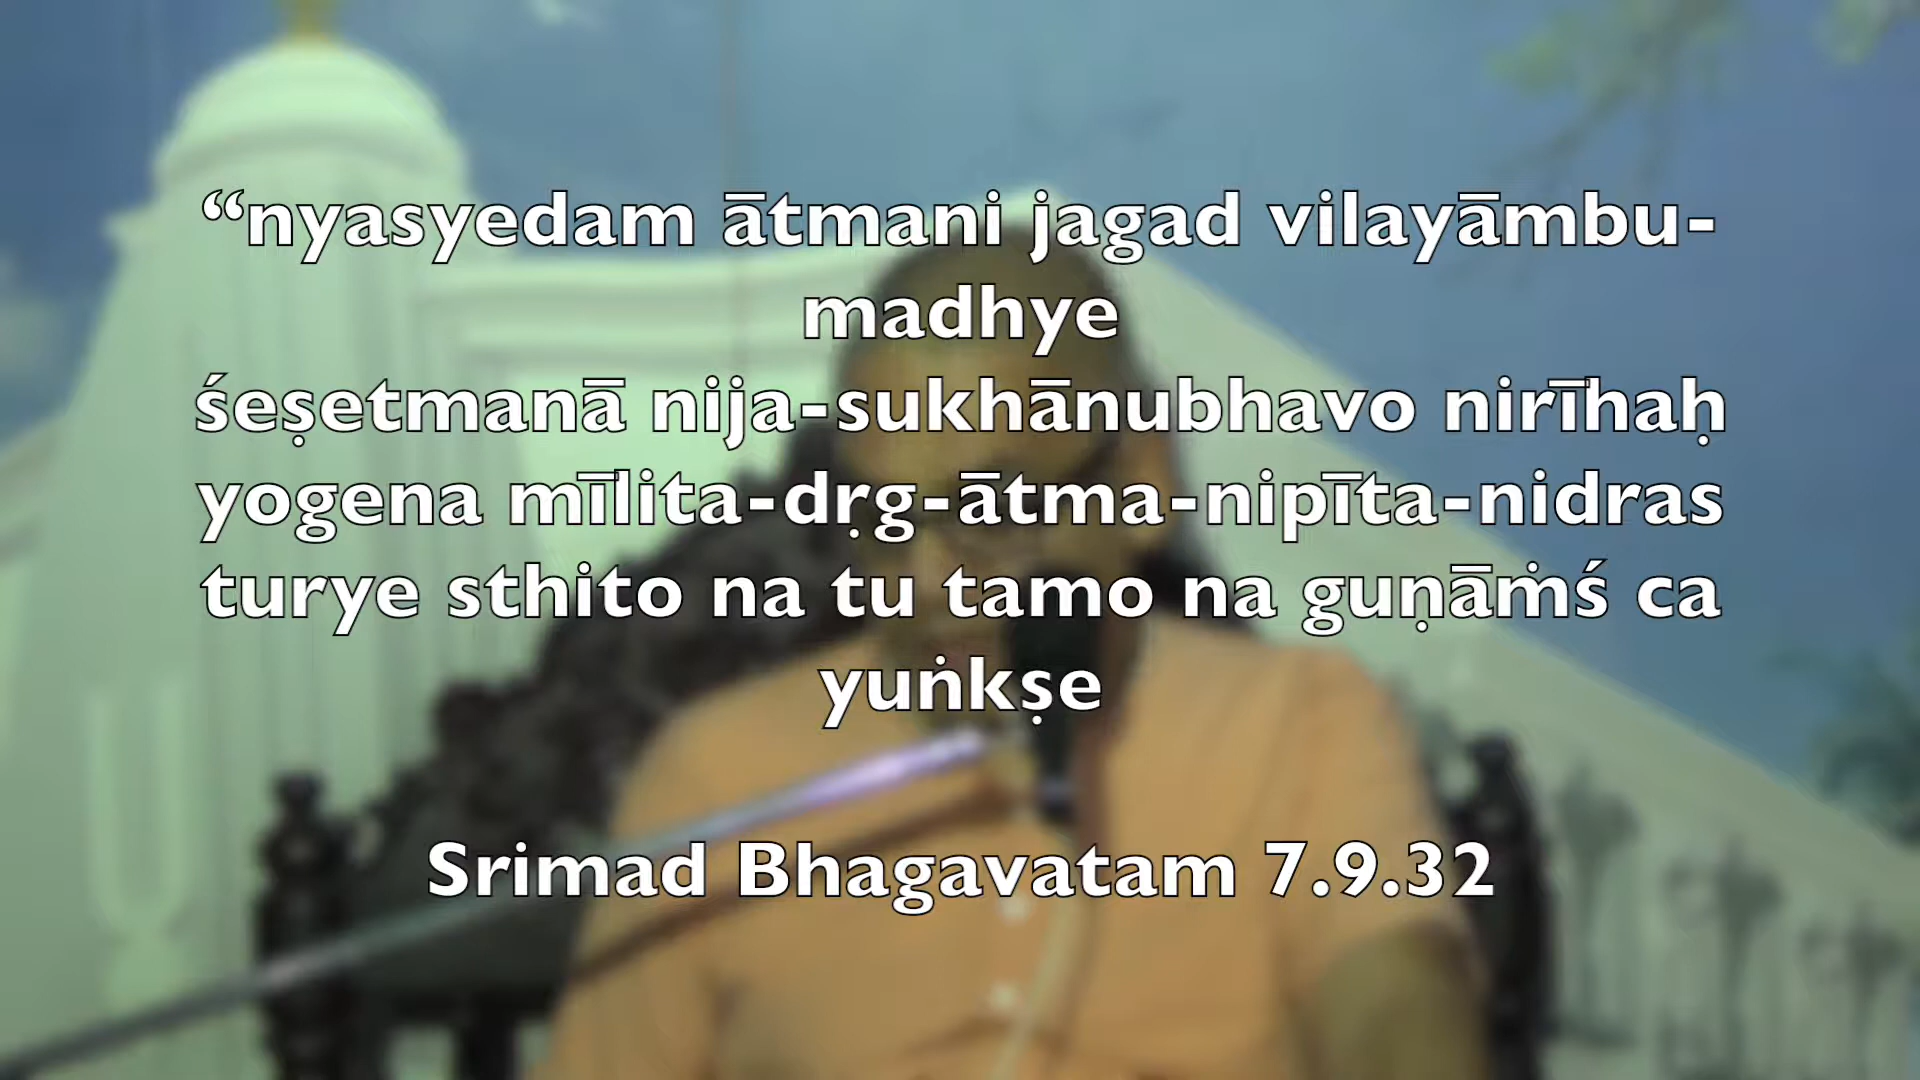 “nyasyedam ātmani jagad vilayāmbu-
madhye
śeṣetmanā nija-sukhānubhavo nirīhaḥ
yogena mīlita-dṛg-ātma-nipīta-nidras
turye sthito na tu tamo na guṇāṁś ca
yuṅkṣe
Srimad Bhagavatam 7.9.32